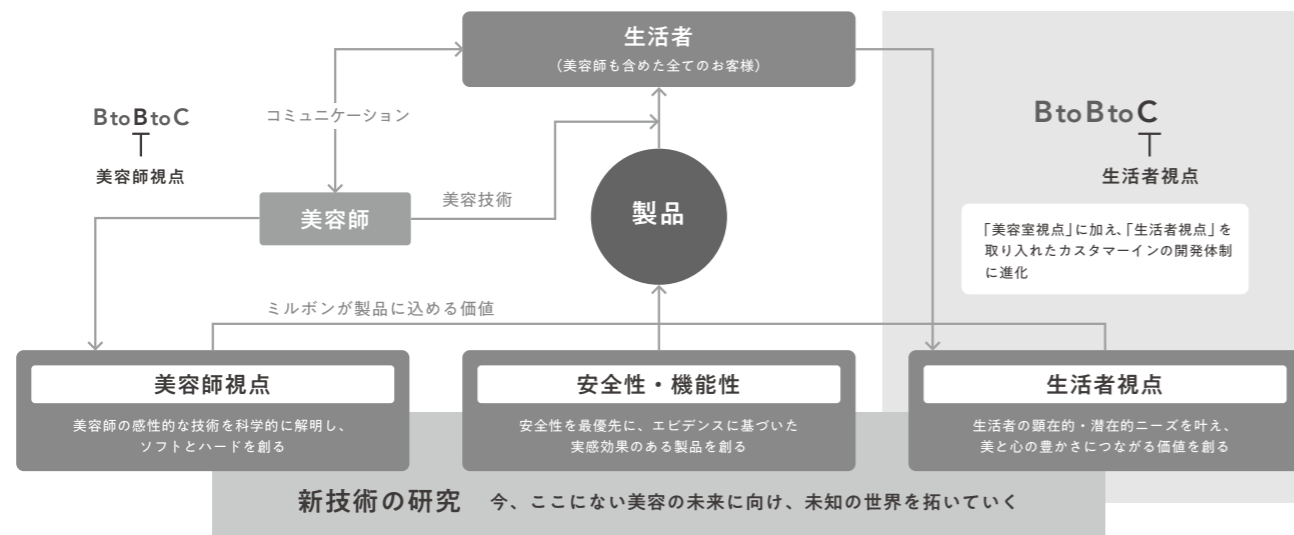 生活者
（美容師も含めた全てのお客様）
BtoBtoC
美容師視点
コミュニケーション
BtoBtoC
生活者視点
美容師
美容技術
製品
「美容室視点」に加え、「生活者視点」を
取り入れたカスタマーインの開発体制
に進化
ミルボンが製品に込める価値
美容師視点
美容師の感性的な技術を科学的に解明し、
ソフトとハードを創る
安全性・機能性
安全性を最優先に、エビデンスに基づいた
実感効果のある製品を創る
生活者視点
生活者の顕在的・潜在的ニーズを叶え、
美と心の豊かさにつながる価値を創る
新技術の研究 今、ここにない美容の未来に向け、未知の世界を拓いていく